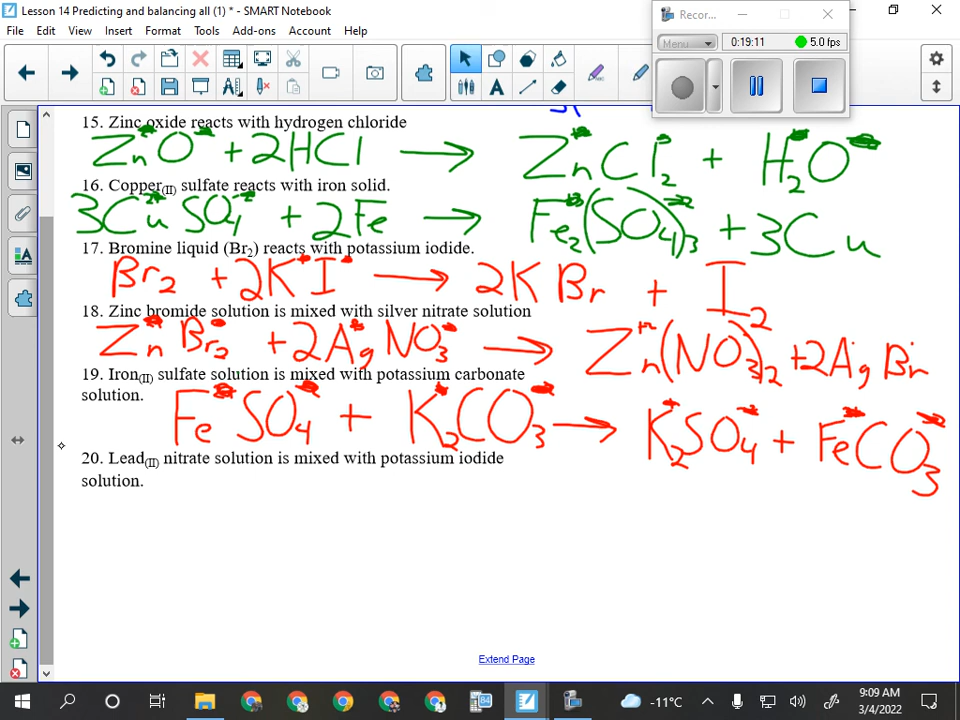 Lesson 14 Predicting and balancing all (1) * - SMART Notebook
File Edit View Insert Format Tools Add-ons Account Help
Recor...
Menu
0:19:11
5.0 fps
15. Zinc oxide reacts with hydrogen chloride
ZnO + 2HCl → ZnCl2 + H2O
16. Copper(II) sulfate reacts with iron solid.
3CuSO4 + 2Fe → Fe2(SO4)3 + 3Cu
17. Bromine liquid (Br2) reacts with potassium iodide.
Br2 + 2KI → 2KBr + I2
18. Zinc bromide solution is mixed with silver nitrate solution
ZnBr2 + 2AgNO3 → Zn(NO3)2 + 2AgBr
19. Iron(II) sulfate solution is mixed with potassium carbonate
solution.
FeSO4 + K2CO3 → K2SO4 + FeCO3
20. Lead(II) nitrate solution is mixed with potassium iodide
solution.
Extend Page
-11°C
9:09 AM
3/4/2022